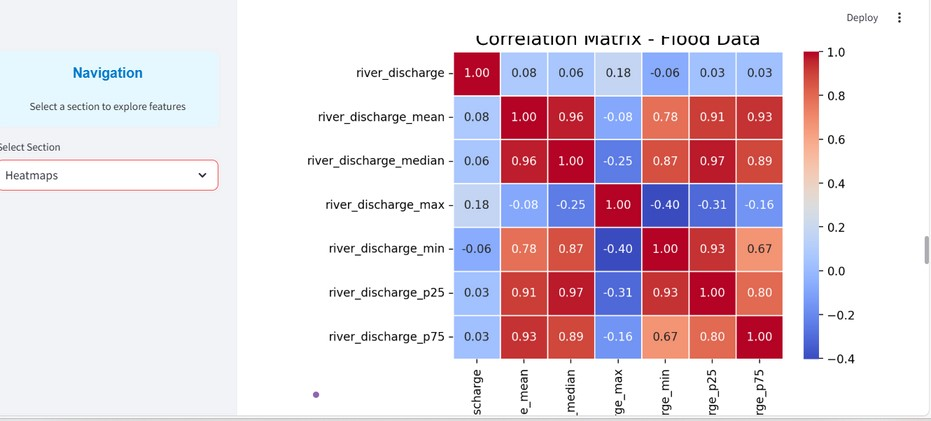 Deploy
Navigation
Select a section to explore features
Select Section
Heatmaps
Correlation Matrix - Flood Data
river_discharge 1.00 0.08 0.06 0.18 -0.06 0.03 0.03
river_discharge_mean 0.08 1.00 0.96 -0.08 0.78 0.91 0.93
river_discharge_median 0.06 0.96 1.00 -0.25 0.87 0.97 0.89
river_discharge_max 0.18 -0.08 -0.25 1.00 -0.40 -0.31 -0.16
river_discharge_min -0.06 0.78 0.87 -0.40 1.00 0.93 0.67
river_discharge_p25 0.03 0.91 0.97 -0.31 0.93 1.00 0.80
river_discharge_p75 0.03 0.93 0.89 -0.16 0.67 0.80 1.00
scharge
e_mean
_median
rge_max
rge_min
rge_p25
rge_p75
1.0
0.8
0.6
0.4
0.2
0.0
−0.2
−0.4